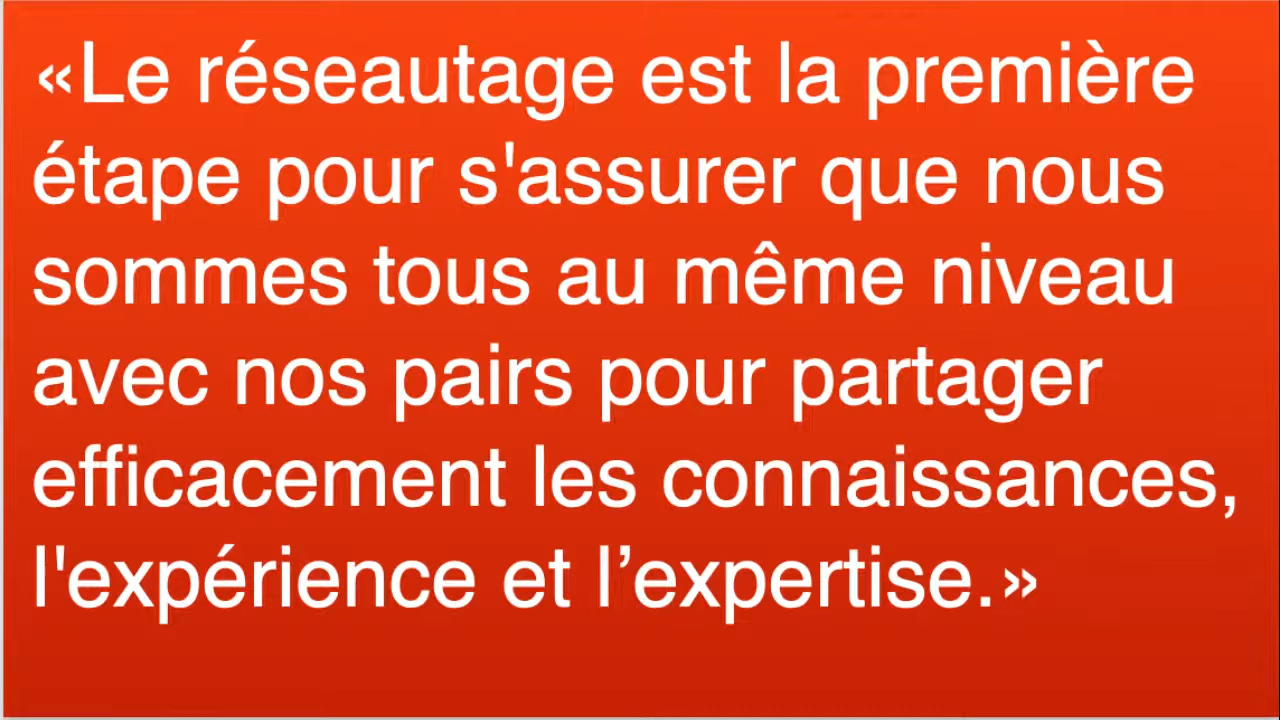 «Le réseautage est la première
étape pour s'assurer que nous
sommes tous au même niveau
avec nos pairs pour partager
efficacement les connaissances,
l'expérience et l’expertise.»